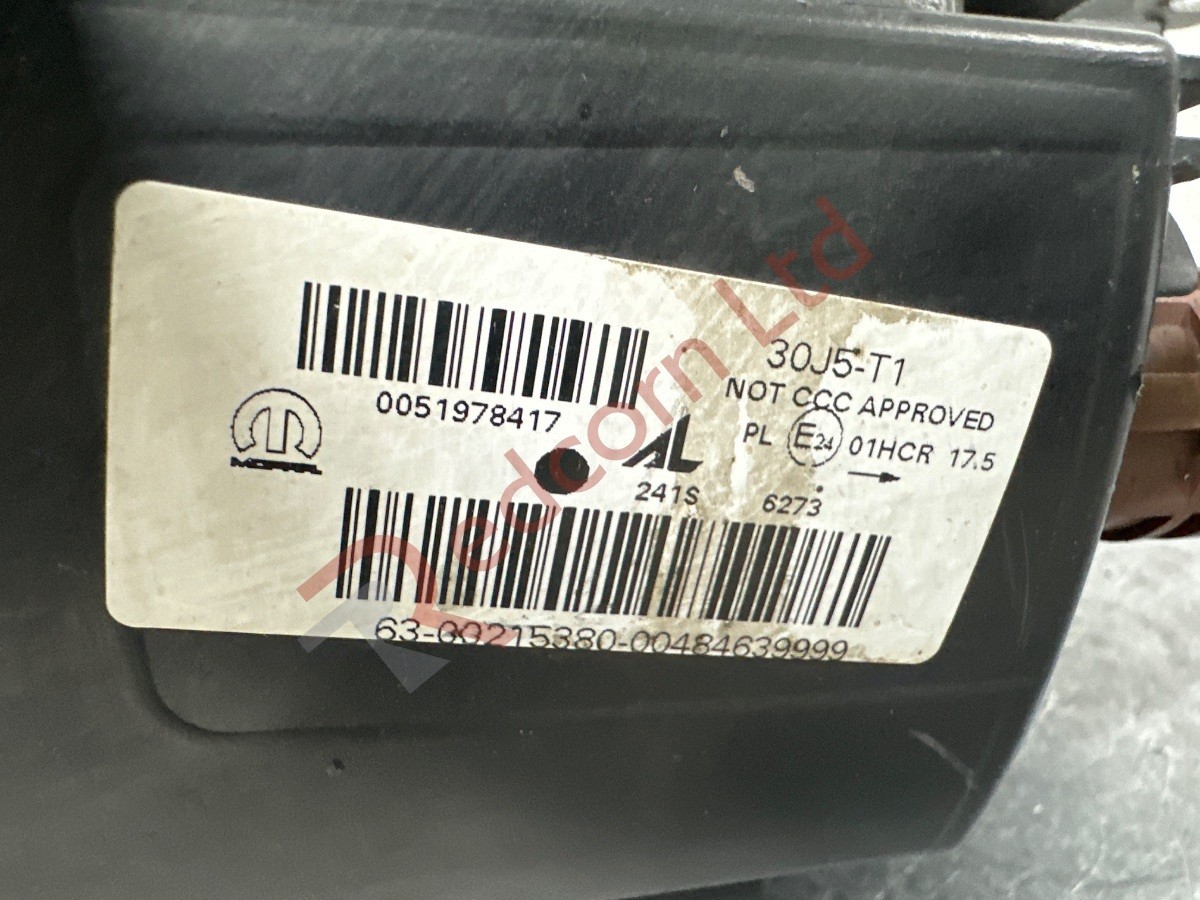 0051978417
30J5-T1
NOT CCC APPROVED
MOPAR
AL
PL E24 01HCR 17.5
241S 6273
63-00215380-00484639999
Redcorn Ltd